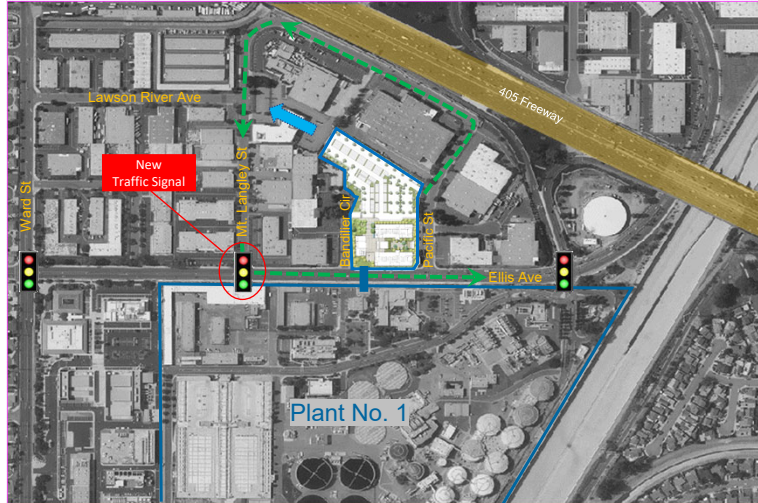 405 Freeway
Lawson River Ave
New
Traffic Signal
Ward St
Mt. Langley St
Bandilier Cir
Pacific St
Ellis Ave
Plant No. 1